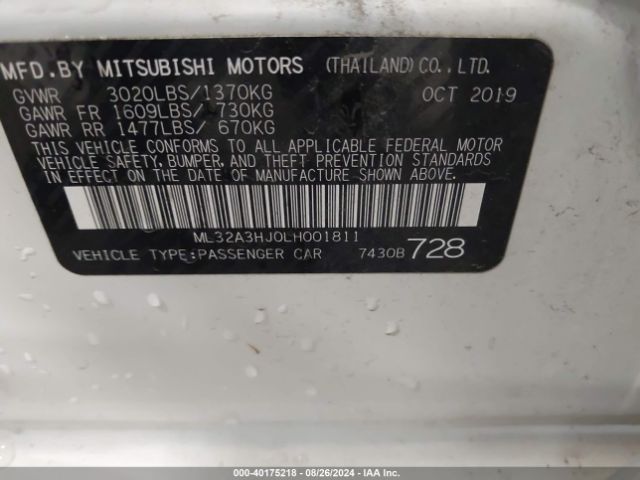 MFD.BY MITSUBISHI MOTORS (THAILAND) CO., LTD.
GVWR 3020LBS/1370KG OCT 2019
GAWR FR 1609LBS/ 730KG
GAWR RR 1477LBS/ 670KG
THIS VEHICLE CONFORMS TO ALL APPLICABLE FEDERAL MOTOR
VEHICLE SAFETY, BUMPER, AND THEFT PREVENTION STANDARDS
IN EFFECT ON THE DATE OF MANUFACTURE SHOWN ABOVE.
ML32A3HJ0LH001811
VEHICLE TYPE:PASSENGER CAR 7430B 728
000-40175218 - 08/26/2024 - IAA, Inc.